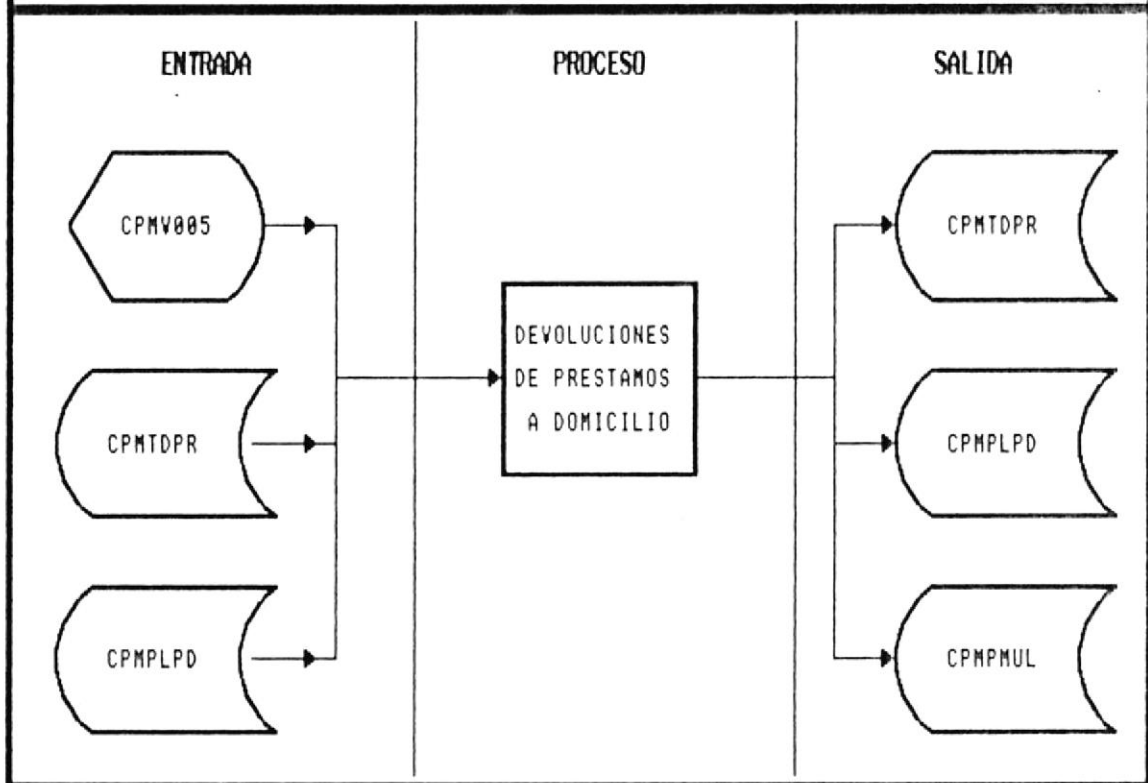 ENTRADA
PROCESO
SALIDA
CPMV005
CPMTDPR
CPMPLPD
DEVOLUCIONES
DE PRESTAMOS
A DOMICILIO
CPMTDPR
CPMPLPD
CPMPMUL